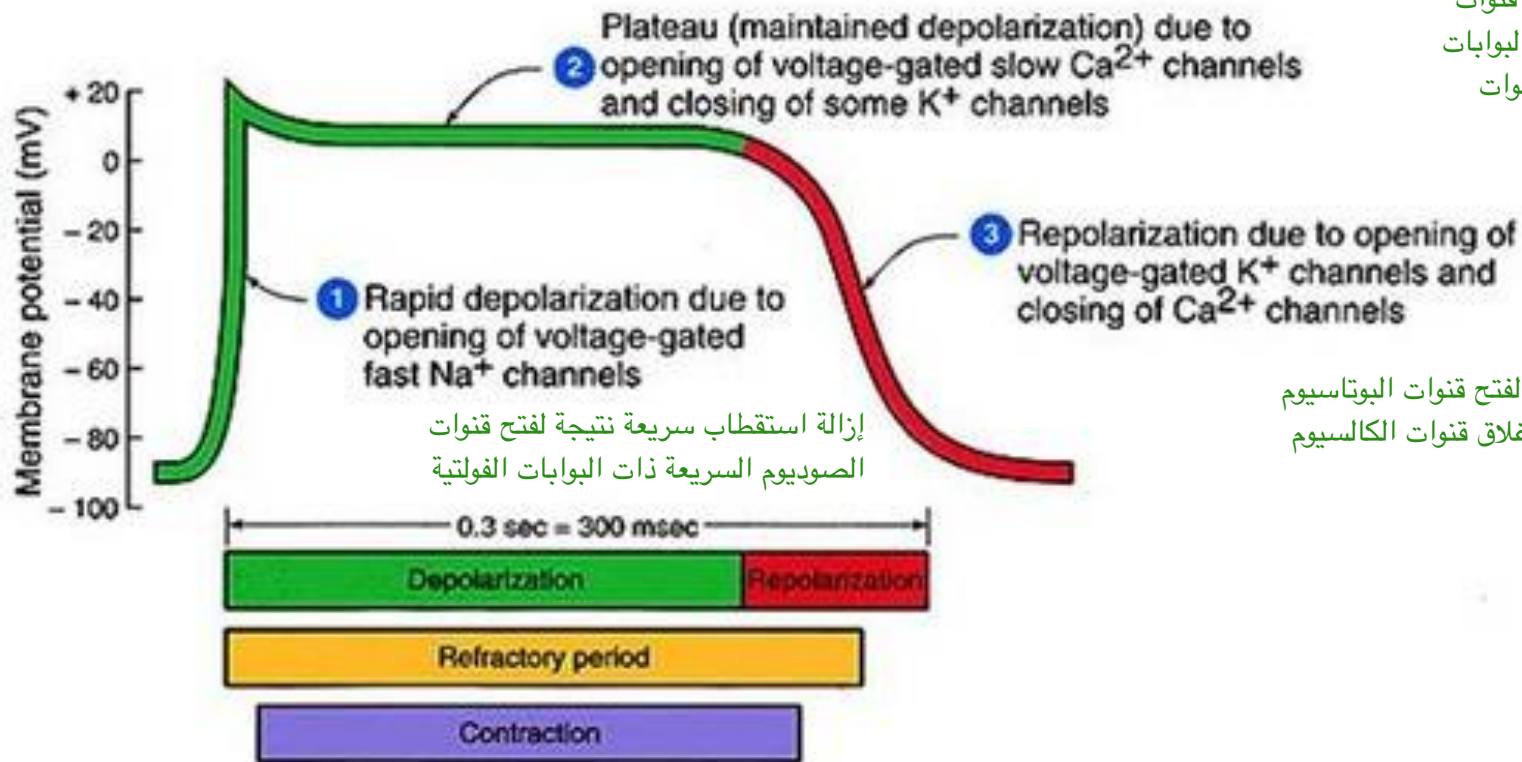 Plateau (maintained depolarization) due to
2 opening of voltage-gated slow Ca2+ channels
and closing of some K+ channels
قنوات
البوابات
Membrane potential (mV)
+ 20
0
– 20
– 40
– 60
– 80
– 100
1 Rapid depolarization due to
opening of voltage-gated
fast Na+ channels
إزالة استقطاب سريعة نتيجة لفتح قنوات
الصوديوم السريعة ذات البوابات الفولتية
3 Repolarization due to opening of
voltage-gated K+ channels and
closing of Ca2+ channels
لفتح قنوات البوتاسيوم
قنوات الكالسيوم
0.3 sec = 300 msec
Depolarization
Repolarization
Refractory period
Contraction